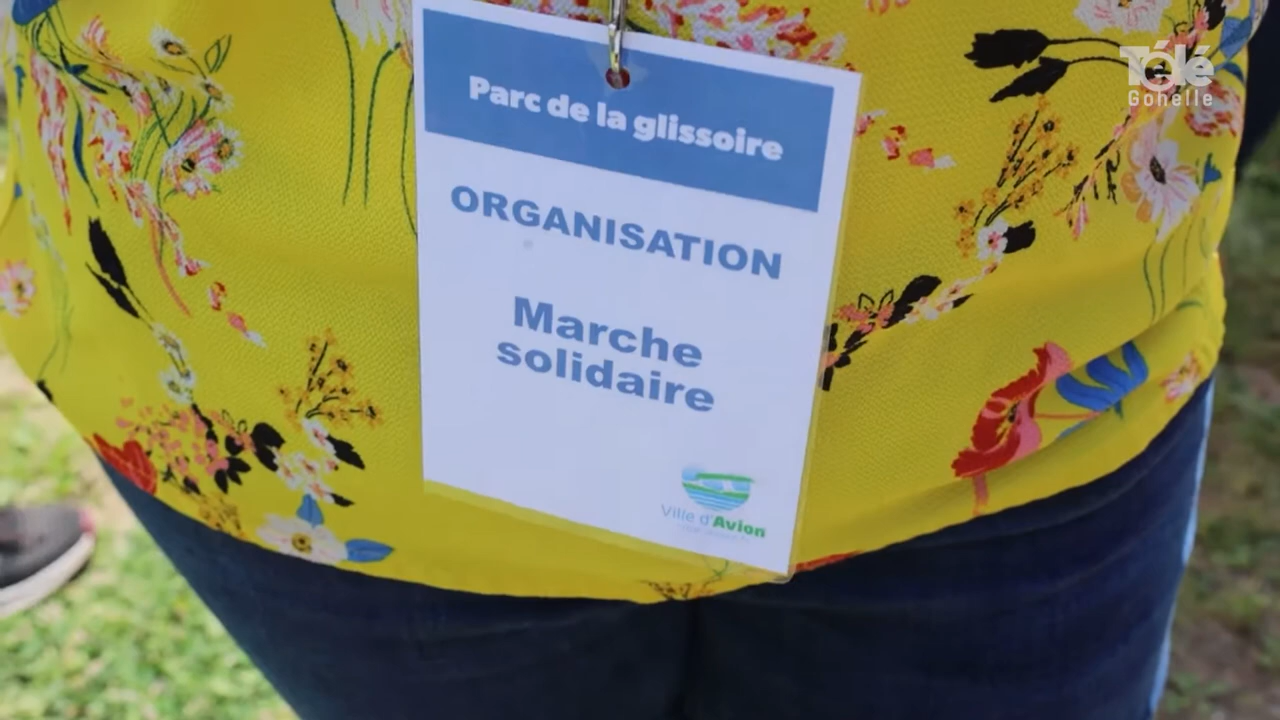 Télé
Gohelle
Parc de la glissoire
ORGANISATION
Marche
solidaire
Ville d'Avion